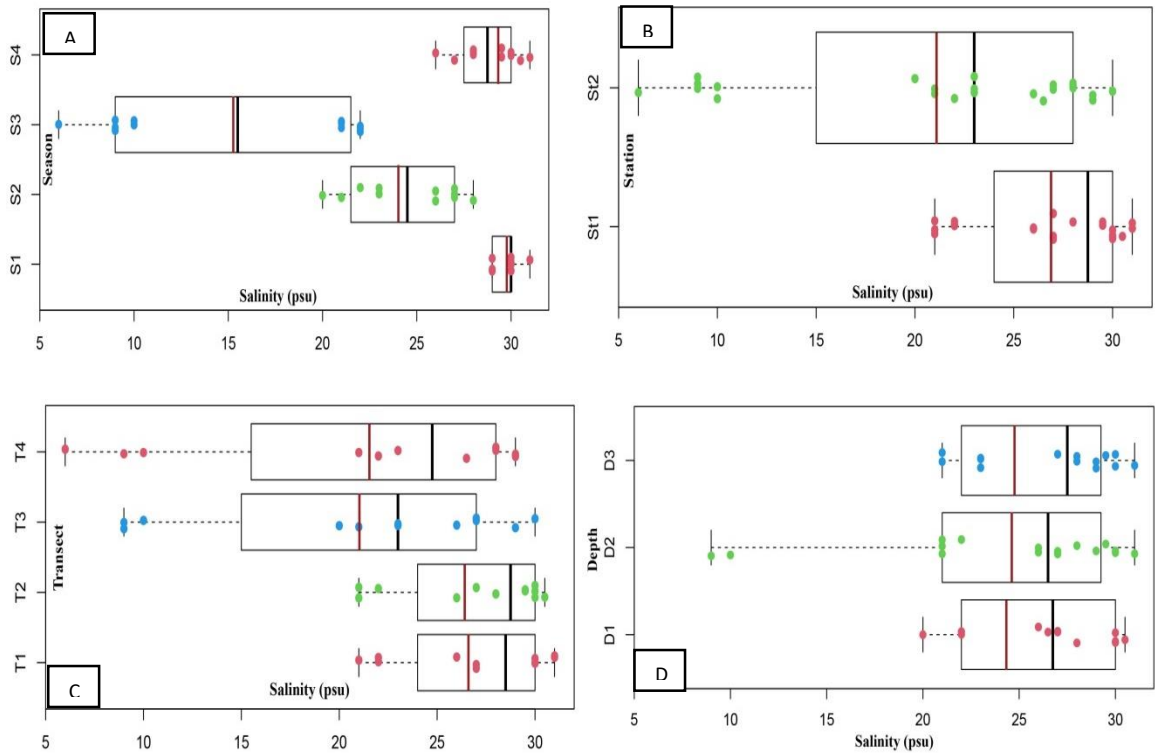 A
S4
S3
S2
S1
Season
Salinity (psu)
5 10 15 20 25 30
B
St2
St1
Station
Salinity (psu)
5 10 15 20 25 30
T4
T3
T2
T1
Transect
C
Salinity (psu)
5 10 15 20 25 30
D3
D2
D1
Depth
D
5 10 15 20 25 30
Salinity (psu)